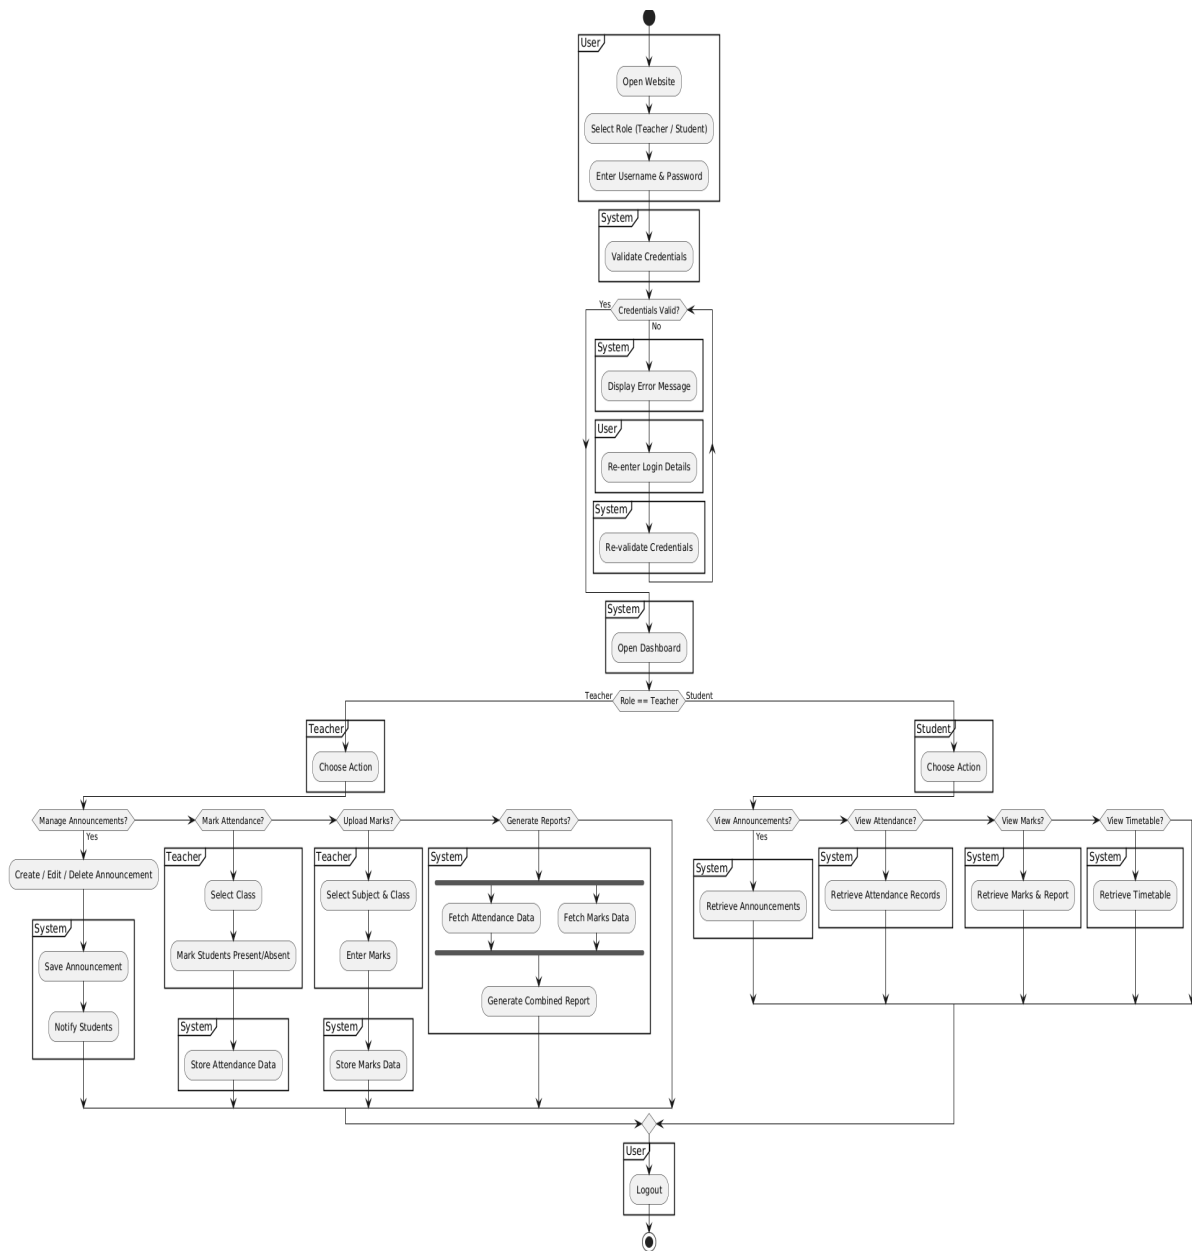 User
Open Website
Select Role (Teacher / Student)
Enter Username & Password
System
Validate Credentials
Yes
Credentials Valid?
No
System
Display Error Message
User
Re-enter Login Details
System
Re-validate Credentials
System
Open Dashboard
Teacher
Role == Teacher
Student
Teacher
Choose Action
Manage Announcements?
Yes
Create / Edit / Delete Announcement
System
Save Announcement
Notify Students
Mark Attendance?
Teacher
Select Class
Mark Students Present/Absent
System
Store Attendance Data
Upload Marks?
Teacher
Select Subject & Class
Enter Marks
System
Store Marks Data
Generate Reports?
System
Fetch Attendance Data
Fetch Marks Data
Generate Combined Report
Student
Choose Action
View Announcements?
Yes
System
Retrieve Announcements
View Attendance?
System
Retrieve Attendance Records
View Marks?
System
Retrieve Marks & Report
View Timetable?
System
Retrieve Timetable
User
Logout